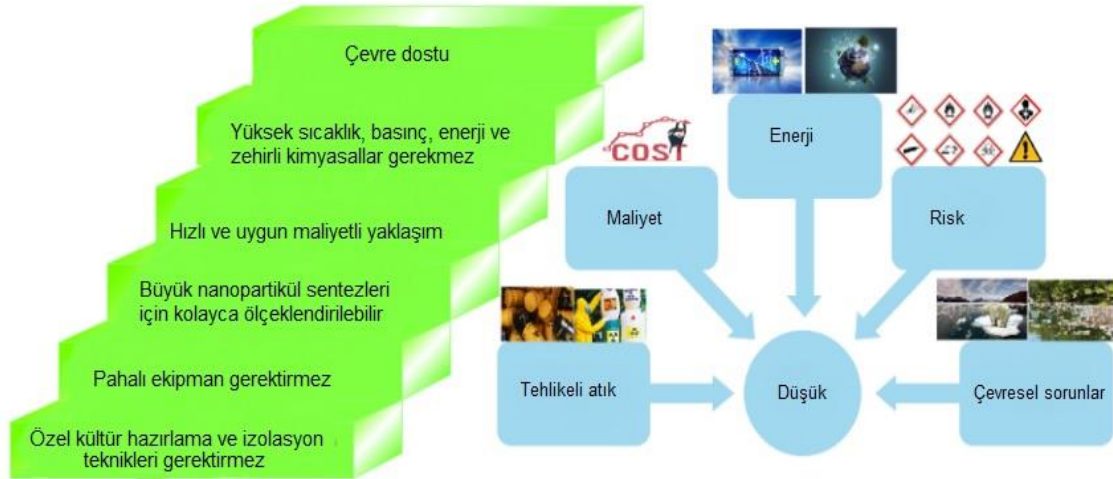 Çevre dostu
Yüksek sıcaklık, basınç, enerji ve
zehirli kimyasallar gerekmez
Hızlı ve uygun maliyetli yaklaşım
Büyük nanopartikül sentezleri
için kolayca ölçeklendirilebilir
Pahalı ekipman gerektirmez
Özel kültür hazırlama ve izolasyon
teknikleri gerektirmez
COST
Enerji
Maliyet
Risk
Tehlikeli atık
Düşük
Çevresel sorunlar